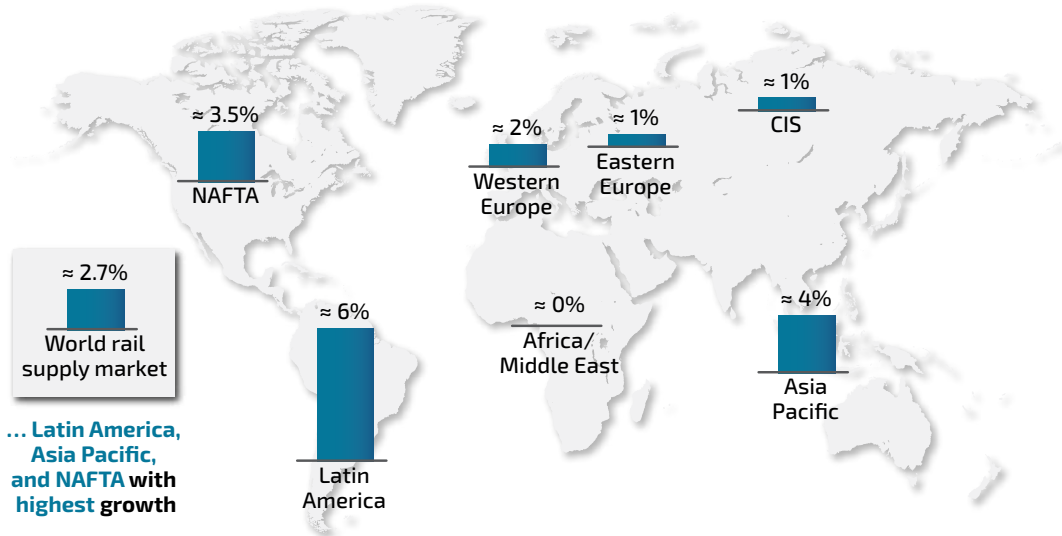 ≈ 3.5%
NAFTA
≈ 2%
Western
Europe
≈ 1%
Eastern
Europe
≈ 1%
CIS
≈ 2.7%
World rail
supply market
≈ 6%
Latin
America
≈ 0%
Africa/
Middle East
≈ 4%
Asia
Pacific
... Latin America,
Asia Pacific,
and NAFTA with
highest growth